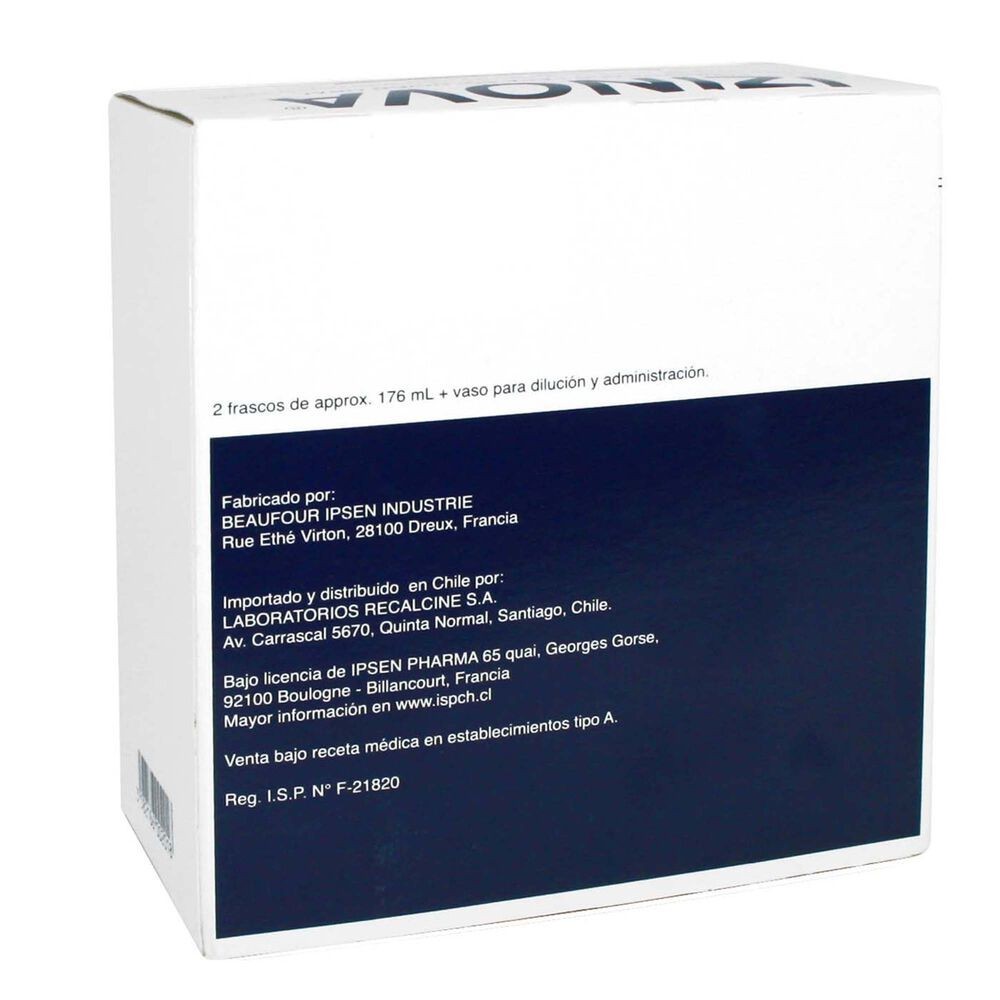 IZINOVA®
2 frascos de approx. 176 mL + vaso para dilución y administración.
Fabricado por:
BEAUFOUR IPSEN INDUSTRIE
Rue Ethé Virton, 28100 Dreux, Francia
Importado y distribuido en Chile por:
LABORATORIOS RECALCINE S.A.
Av. Carrascal 5670, Quinta Normal, Santiago, Chile.
Bajo licencia de IPSEN PHARMA 65 quai, Georges Gorse,
92100 Boulogne - Billancourt, Francia
Mayor información en www.ispch.cl
Venta bajo receta médica en establecimientos tipo A.
Reg. I.S.P. N° F-21820